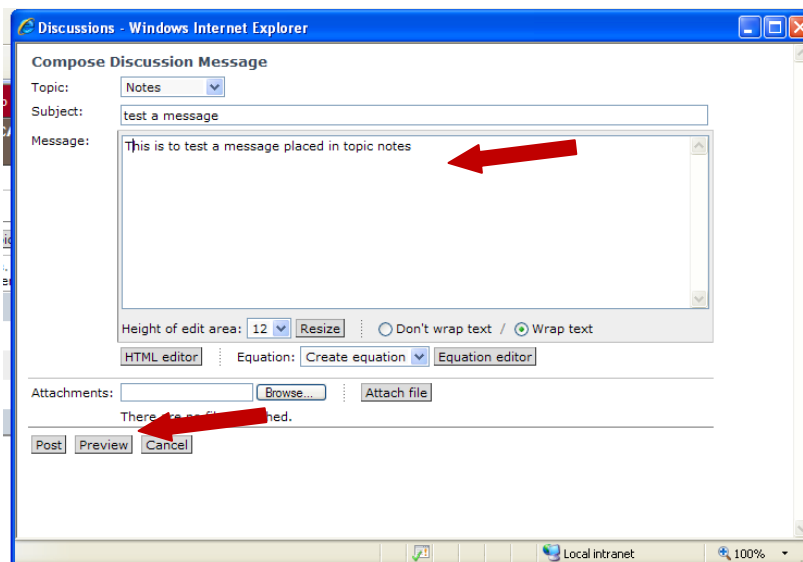 Discussions - Windows Internet Explorer
Compose Discussion Message
Topic: Notes
Subject: test a message
Message: This is to test a message placed in topic notes
Height of edit area: 12 Resize Don't wrap text / Wrap text
HTML editor Equation: Create equation Equation editor
Attachments: Browse... Attach file
There are no
Post Preview Cancel
Local intranet 100%